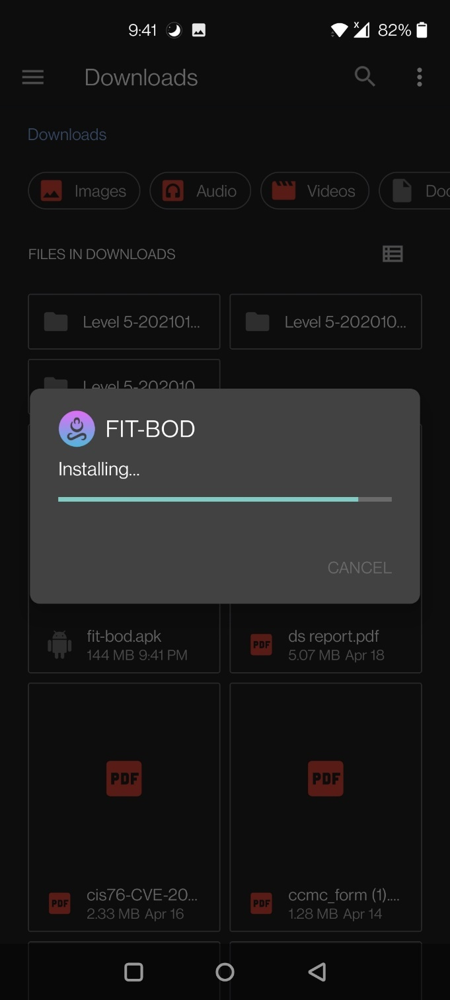 9:41
x
82%
Downloads
Downloads
Images
Audio
Videos
Doc
FILES IN DOWNLOADS
Level 5-202101...
Level 5-202010...
Level 5-202010
FIT-BOD
Installing...
CANCEL
fit-bod.apk
144 MB 9:41 PM
PDF
ds report.pdf
5.07 MB Apr 18
PDF
PDF
PDF
cis76-CVE-20...
2.33 MB Apr 16
PDF
ccmc_form (1)....
1.28 MB Apr 14